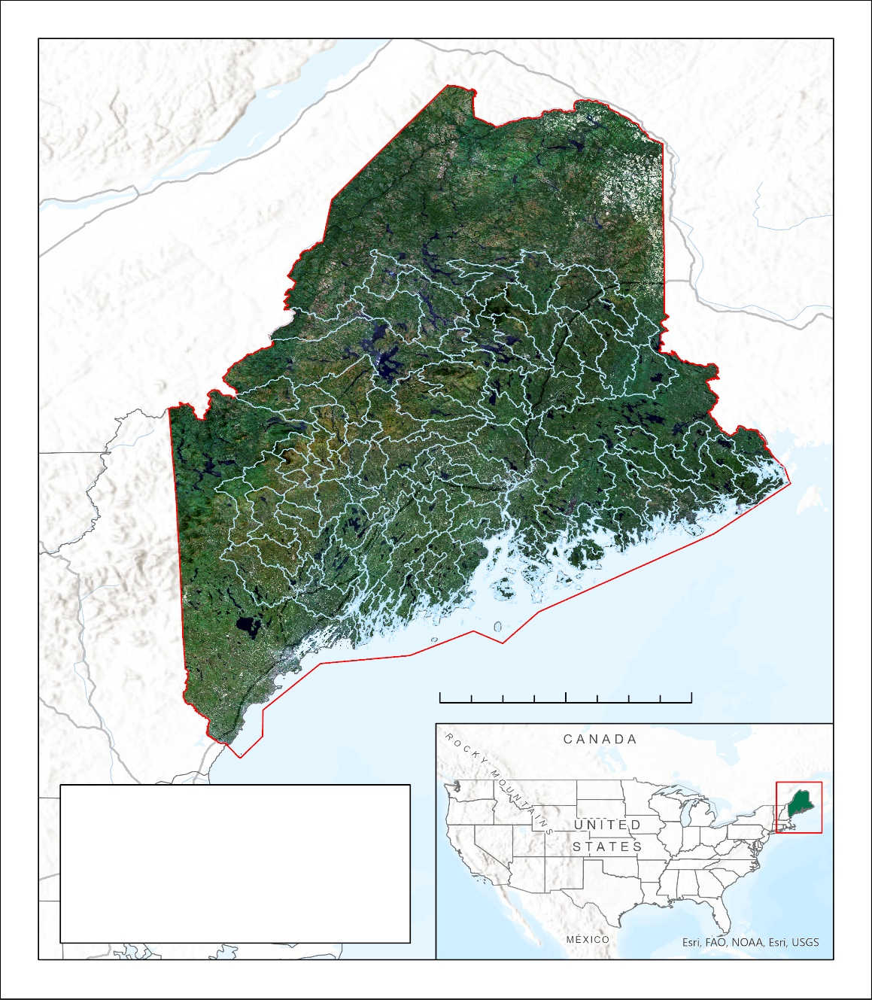 CANADA
ROCKY MOUNTAINS
UNITED
STATES
MÉXICO
Esri, FAO, NOAA, Esri, USGS